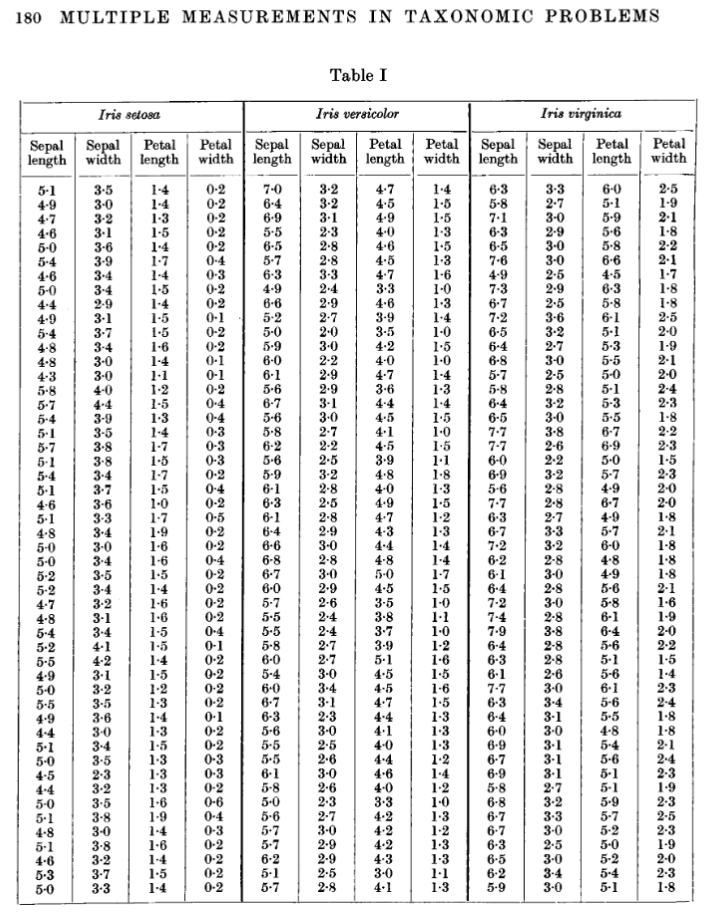 180 MULTIPLE MEASUREMENTS IN TAXONOMIC PROBLEMS
Table I
Iris setosa Iris versicolor Iris virginica
Sepal Sepal Petal Petal Sepal Sepal Petal Petal Sepal Sepal Petal Petal
length width length width length width length width length width length width
5·1 3·5 1·4 0·2 7·0 3·2 4·7 1·4 6·3 3·3 6·0 2·5
4·9 3·0 1·4 0·2 6·4 3·2 4·5 1·5 5·8 2·7 5·1 1·9
4·7 3·2 1·3 0·2 6·9 3·1 4·9 1·5 7·1 3·0 5·9 2·1
4·6 3·1 1·5 0·2 5·5 2·3 4·0 1·3 6·3 2·9 5·6 1·8
5·0 3·6 1·4 0·2 6·5 2·8 4·6 1·5 6·5 3·0 5·8 2·2
5·4 3·9 1·7 0·4 5·7 2·8 4·5 1·3 7·6 3·0 6·6 2·1
4·6 3·4 1·4 0·3 6·3 3·3 4·7 1·6 4·9 2·5 4·5 1·7
5·0 3·4 1·5 0·2 4·9 2·4 3·3 1·0 7·3 2·9 6·3 1·8
4·4 2·9 1·4 0·2 6·6 2·9 4·6 1·3 6·7 2·5 5·8 1·8
4·9 3·1 1·5 0·1 5·2 2·7 3·9 1·4 7·2 3·6 6·1 2·5
5·4 3·7 1·5 0·2 5·0 2·0 3·5 1·0 6·5 3·2 5·1 2·0
4·8 3·4 1·6 0·2 5·9 3·0 4·2 1·5 6·4 2·7 5·3 1·9
4·8 3·0 1·4 0·1 6·0 2·2 4·0 1·0 6·8 3·0 5·5 2·1
4·3 3·0 1·1 0·1 6·1 2·9 4·7 1·4 5·7 2·5 5·0 2·0
5·8 4·0 1·2 0·2 5·6 2·9 3·6 1·3 5·8 2·8 5·1 2·4
5·7 4·4 1·5 0·4 6·7 3·1 4·4 1·4 6·4 3·2 5·3 2·3
5·4 3·9 1·3 0·4 5·6 3·0 4·5 1·5 6·5 3·0 5·5 1·8
5·1 3·5 1·4 0·3 5·8 2·7 4·1 1·0 7·7 3·8 6·7 2·2
5·7 3·8 1·7 0·3 6·2 2·2 4·5 1·5 7·7 2·6 6·9 2·3
5·1 3·8 1·5 0·3 5·6 2·5 3·9 1·1 6·0 2·2 5·0 1·5
5·4 3·4 1·7 0·2 5·9 3·2 4·8 1·8 6·9 3·2 5·7 2·3
5·1 3·7 1·5 0·4 6·1 2·8 4·0 1·3 5·6 2·8 4·9 2·0
4·6 3·6 1·0 0·2 6·3 2·5 4·9 1·5 7·7 2·8 6·7 2·0
5·1 3·3 1·7 0·5 6·1 2·8 4·7 1·2 6·3 2·7 4·9 1·8
4·8 3·4 1·9 0·2 6·4 2·9 4·3 1·3 6·7 3·3 5·7 2·1
5·0 3·0 1·6 0·2 6·6 3·0 4·4 1·4 7·2 3·2 6·0 1·8
5·0 3·4 1·6 0·4 6·8 2·8 4·8 1·4 6·2 2·8 4·8 1·8
5·2 3·5 1·5 0·2 6·7 3·0 5·0 1·7 6·1 3·0 4·9 1·8
5·2 3·4 1·4 0·2 6·0 2·9 4·5 1·5 6·4 2·8 5·6 2·1
4·7 3·2 1·6 0·2 5·7 2·6 3·5 1·0 7·2 3·0 5·8 1·6
4·8 3·1 1·6 0·2 5·5 2·4 3·8 1·1 7·4 2·8 6·1 1·9
5·4 3·4 1·5 0·4 5·5 2·4 3·7 1·0 7·9 3·8 6·4 2·0
5·2 4·1 1·5 0·1 5·8 2·7 3·9 1·2 6·4 2·8 5·6 2·2
5·5 4·2 1·4 0·2 6·0 2·7 5·1 1·6 6·3 2·8 5·1 1·5
4·9 3·1 1·5 0·2 5·4 3·0 4·5 1·5 6·1 2·6 5·6 1·4
5·0 3·2 1·2 0·2 6·0 3·4 4·5 1·6 7·7 3·0 6·1 2·3
5·5 3·5 1·3 0·2 6·7 3·1 4·7 1·5 6·3 3·4 5·6 2·4
4·9 3·6 1·4 0·1 6·3 2·3 4·4 1·3 6·4 3·1 5·5 1·8
4·4 3·0 1·3 0·2 5·6 3·0 4·1 1·3 6·0 3·0 4·8 1·8
5·1 3·4 1·5 0·2 5·5 2·5 4·0 1·3 6·9 3·1 5·4 2·1
5·0 3·5 1·3 0·3 5·5 2·6 4·4 1·2 6·7 3·1 5·6 2·4
4·5 2·3 1·3 0·3 6·1 3·0 4·6 1·4 6·9 3·1 5·1 2·3
4·4 3·2 1·3 0·2 5·8 2·6 4·0 1·2 5·8 2·7 5·1 1·9
5·0 3·5 1·6 0·6 5·0 2·3 3·3 1·0 6·8 3·2 5·9 2·3
5·1 3·8 1·9 0·4 5·6 2·7 4·2 1·3 6·7 3·3 5·7 2·5
4·8 3·0 1·4 0·3 5·7 3·0 4·2 1·2 6·7 3·0 5·2 2·3
5·1 3·8 1·6 0·2 5·7 2·9 4·2 1·3 6·3 2·5 5·0 1·9
4·6 3·2 1·4 0·2 6·2 2·9 4·3 1·3 6·5 3·0 5·2 2·0
5·3 3·7 1·5 0·2 5·1 2·5 3·0 1·1 6·2 3·4 5·4 2·3
5·0 3·3 1·4 0·2 5·7 2·8 4·1 1·3 5·9 3·0 5·1 1·8